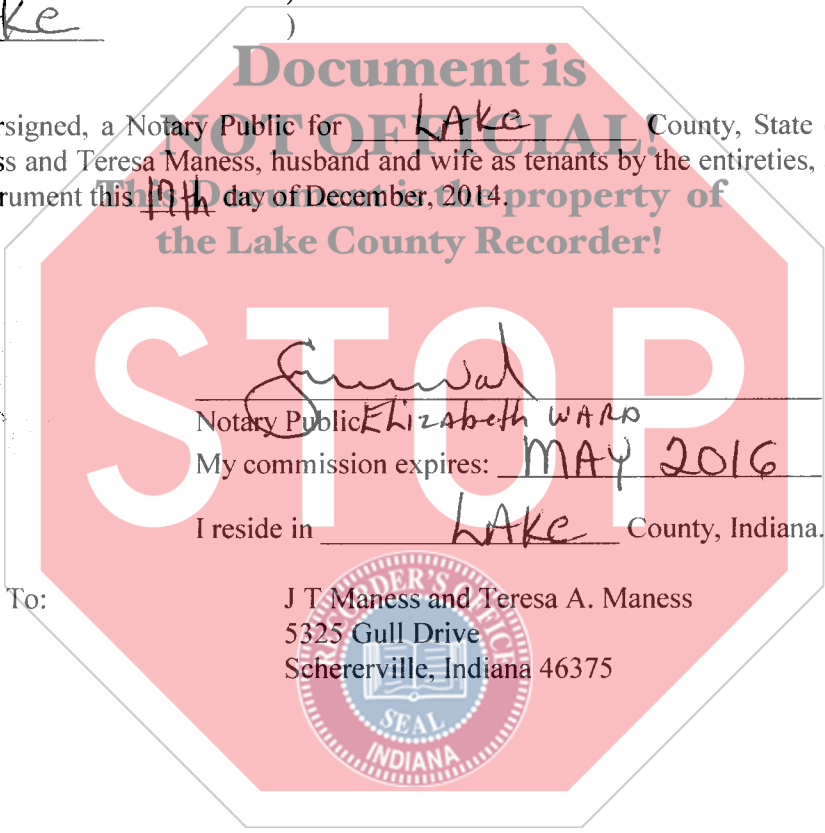 ke
)
Document is
NOT OFFICIAL!
This Document is the property of
the Lake County Recorder!
rsigned, a Notary Public for LAKe County, State
ss and Teresa Maness, husband and wife as tenants by the entireties,
rument this 17th day of December, 2014.
STOP
Notary Public Elizabeth WARD
My commission expires: MAY 2016
I reside in LAKe County, Indiana.
To: J T Maness and Teresa A. Maness
5325 Gull Drive
Schererville, Indiana 46375
RECORDER'S OFFICE
SEAL
INDIANA